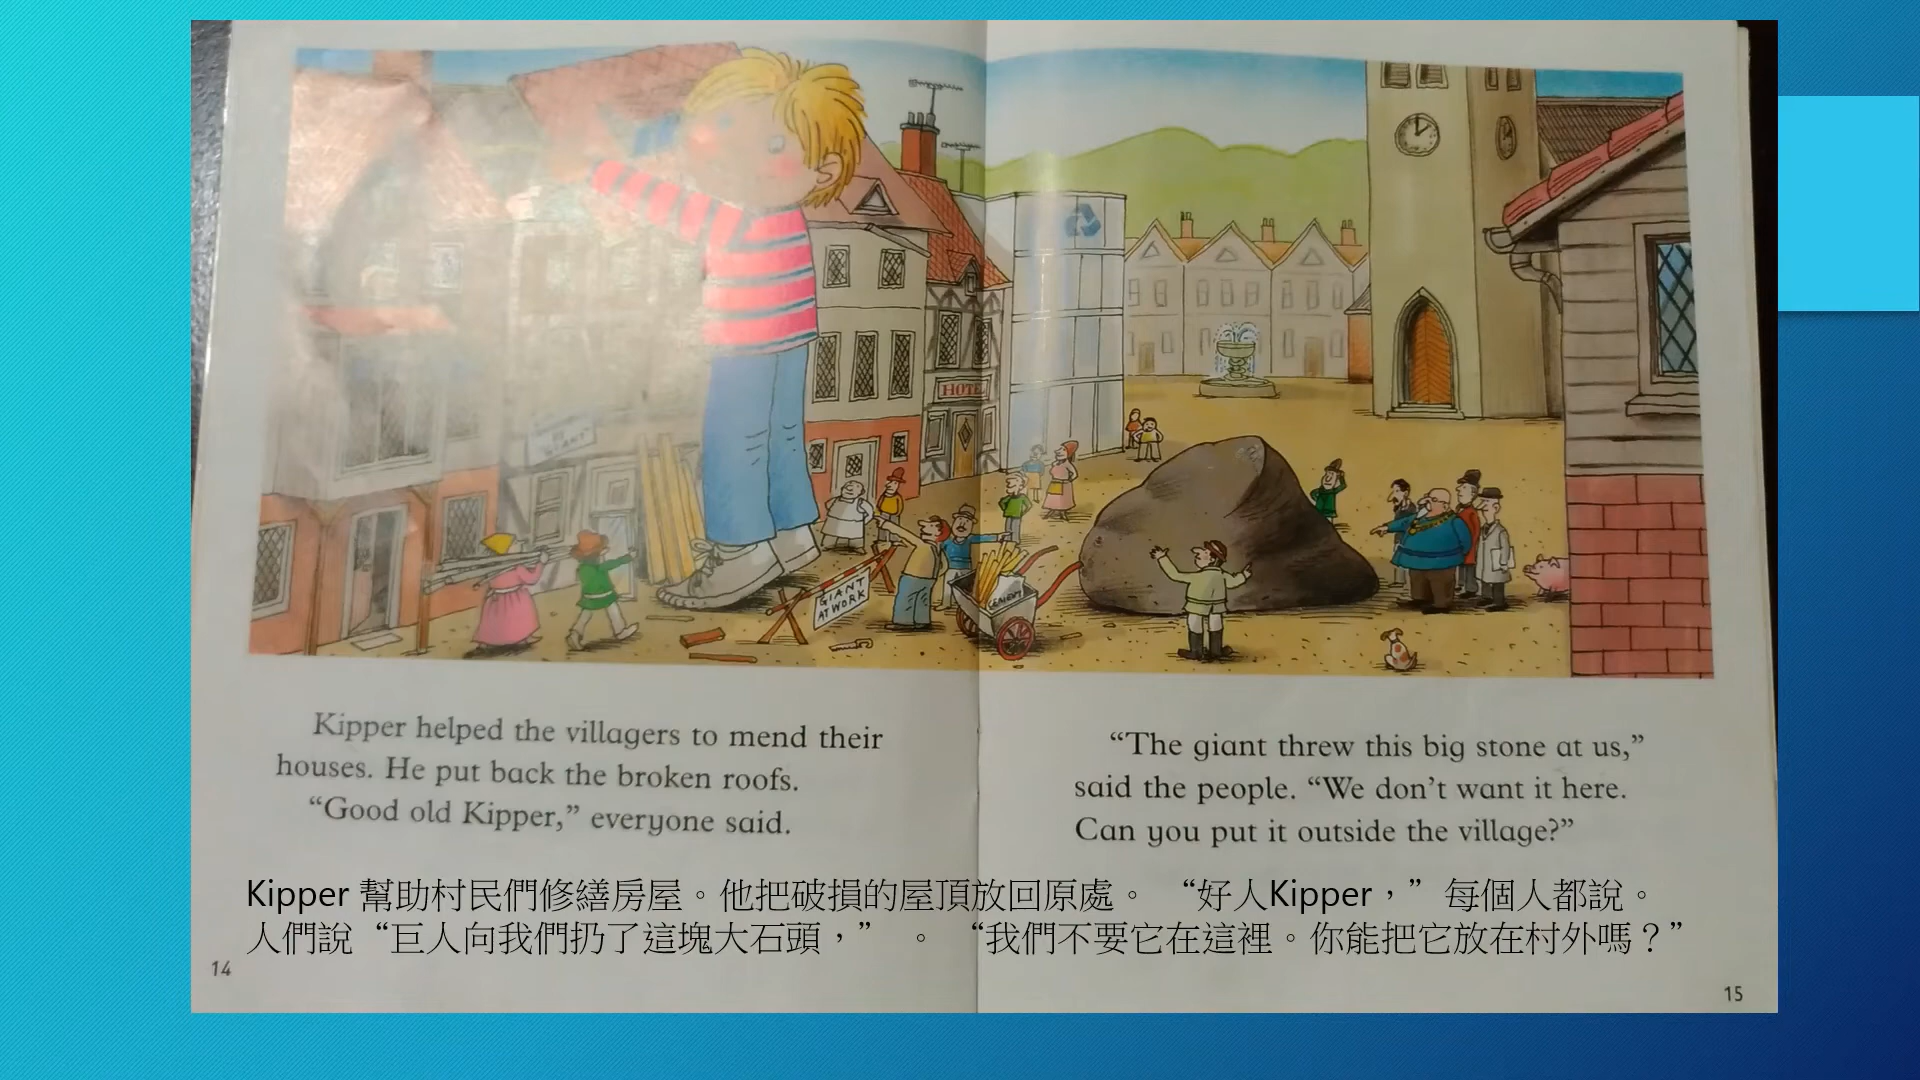 HOTEL
GIANT
AT WORK
CEMENT
Kipper helped the villagers to mend their
houses. He put back the broken roofs.
“Good old Kipper,” everyone said.
“The giant threw this big stone at us,”
said the people. “We don’t want it here.
Can you put it outside the village?”
Kipper 幫助村民們修繕房屋。他把破損的屋頂放回原處。 “好人Kipper，” 每個人都說。
人們說“巨人向我們扔了這塊大石頭，” 。 “我們不要它在這裡。你能把它放在村外嗎？”
14
15